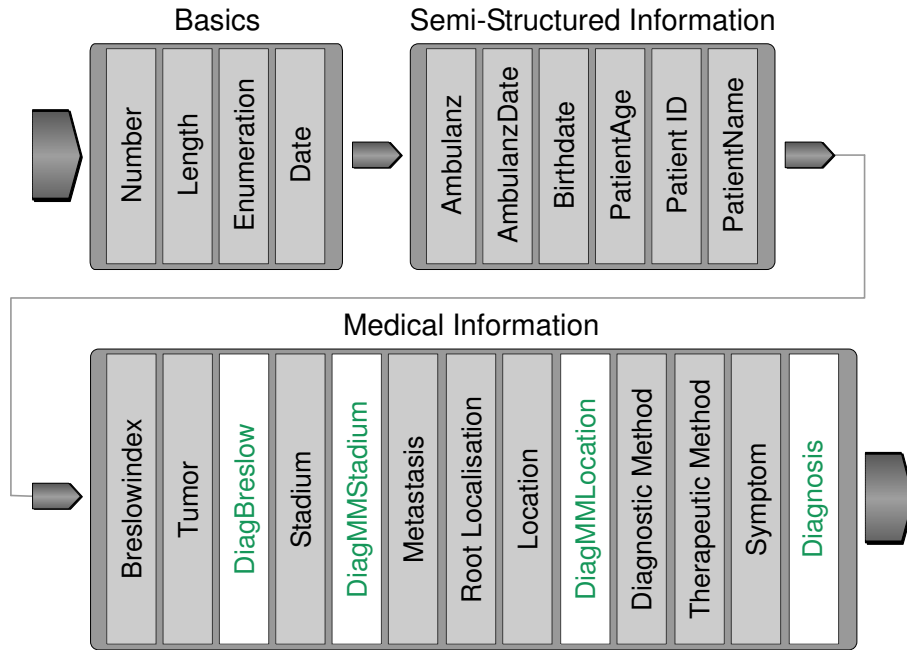 Basics
Number
Length
Enumeration
Date
Semi-Structured Information
Ambulanz
AmbulanzDate
Birthdate
PatientAge
Patient ID
PatientName
Medical Information
Breslowindex
Tumor
DiagBreslow
Stadium
DiagMMStadium
Metastasis
Root Localisation
Location
DiagMMLocation
Diagnostic Method
Therapeutic Method
Symptom
Diagnosis